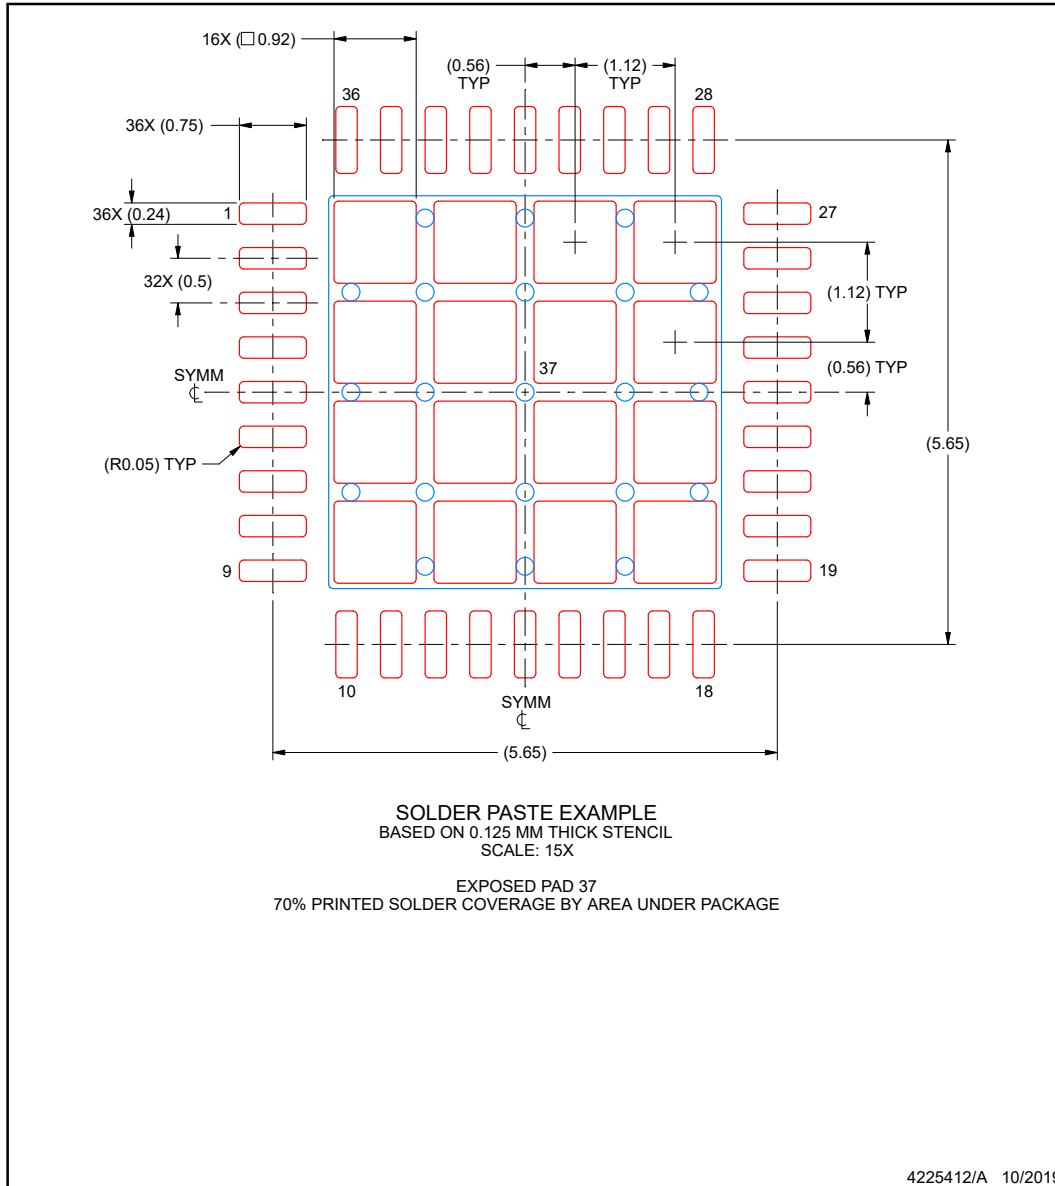 16X (□ 0.92)
(0.56)
TYP
(1.12)
TYP
36
28
36X (0.75)
36X (0.24)
1
27
32X (0.5)
(1.12) TYP
SYMM
℄
37
(0.56) TYP
(5.65)
(R0.05) TYP
9
19
10
18
SYMM
℄
(5.65)
SOLDER PASTE EXAMPLE
BASED ON 0.125 MM THICK STENCIL
SCALE: 15X
EXPOSED PAD 37
70% PRINTED SOLDER COVERAGE BY AREA UNDER PACKAGE
4225412/A 10/2019